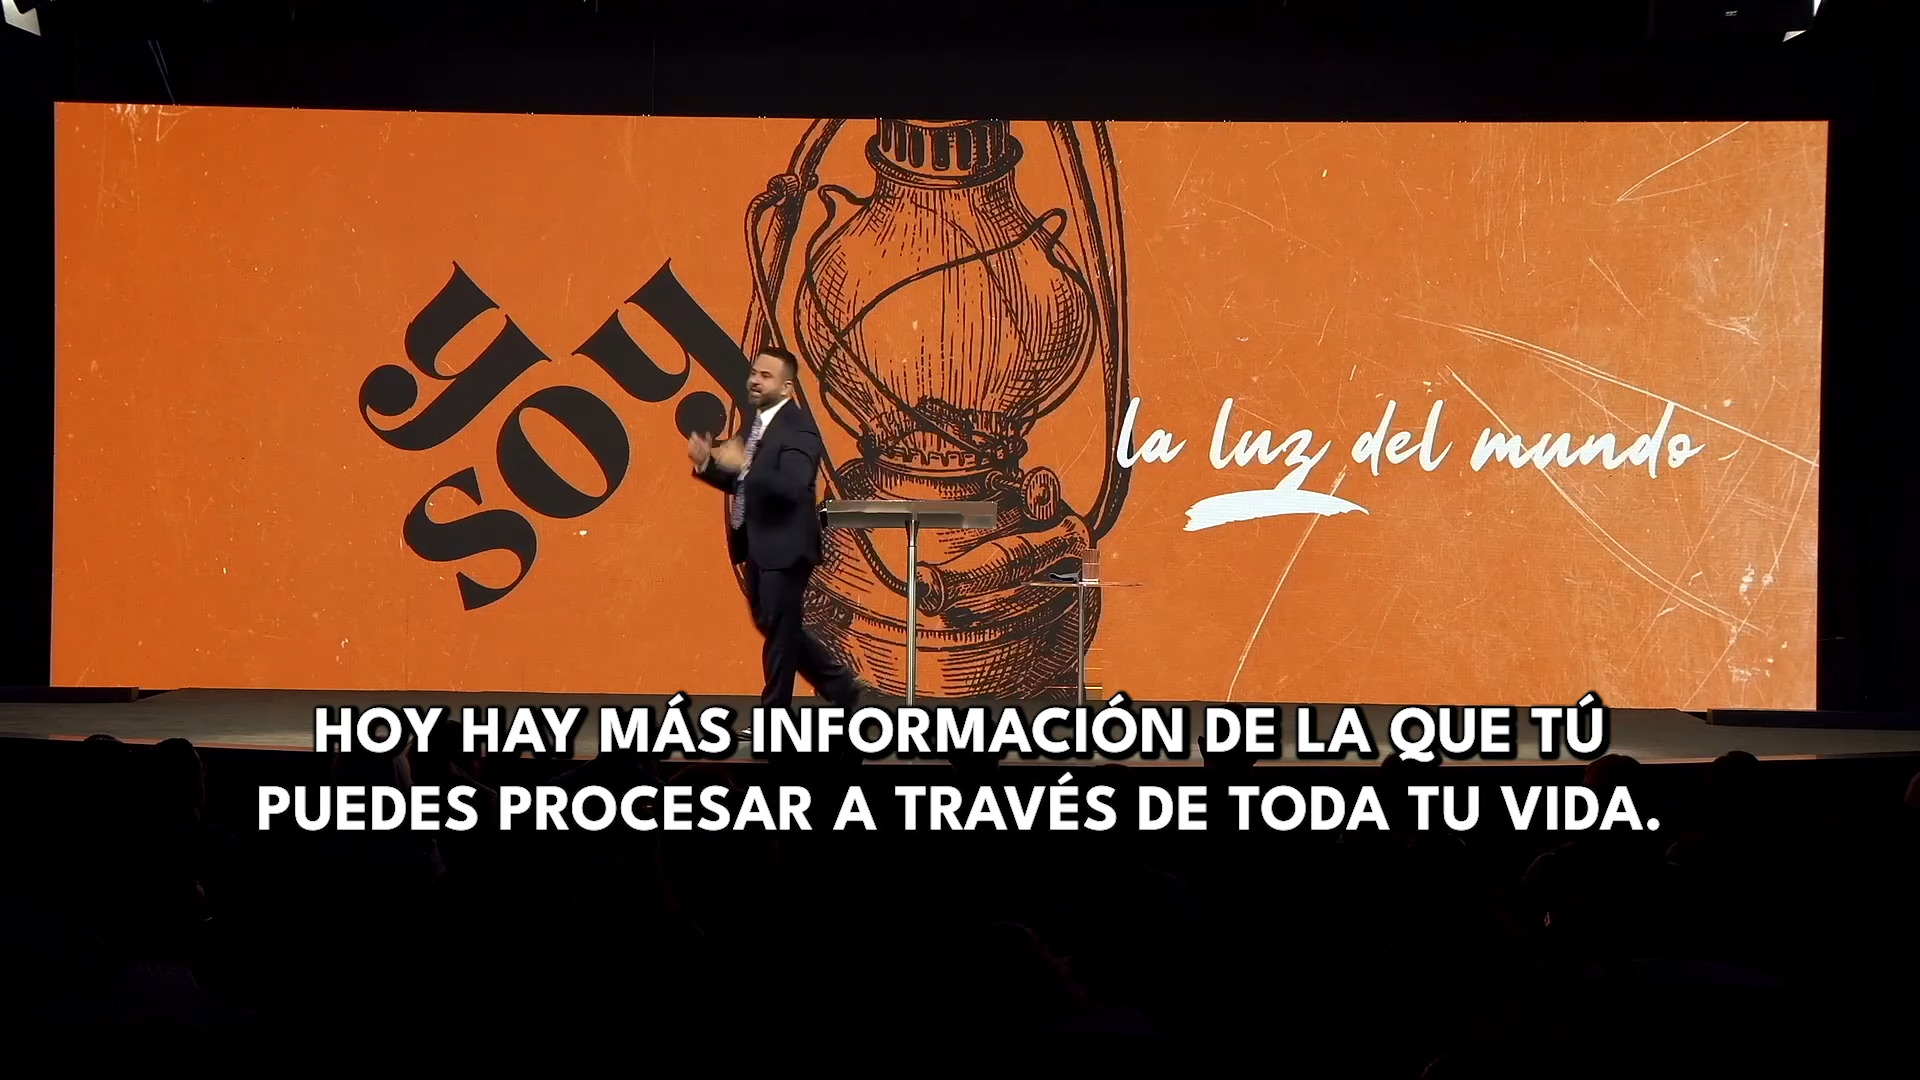 yo
soy
la luz del mundo
HOY HAY MÁS INFORMACIÓN DE LA QUE TÚ
PUEDES PROCESAR A TRAVÉS DE TODA TU VIDA.